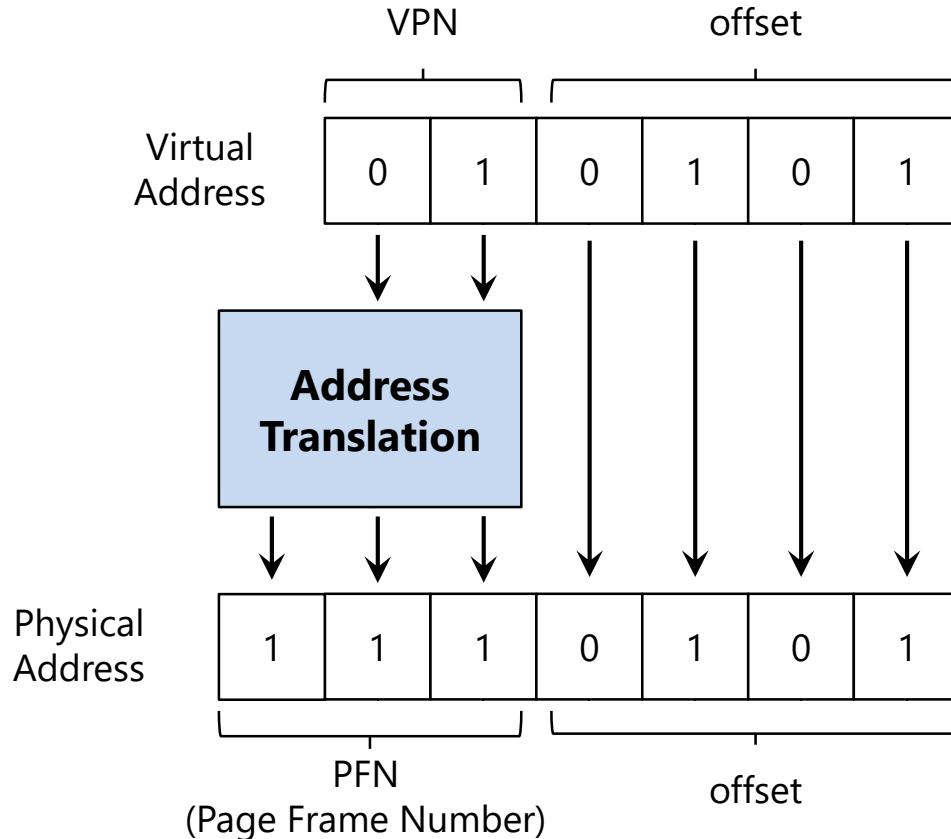 VPN offset
Virtual
Address
0 1 0 1 0 1
Address
Translation
Physical
Address
1 1 1 0 1 0 1
PFN
(Page Frame Number)
offset